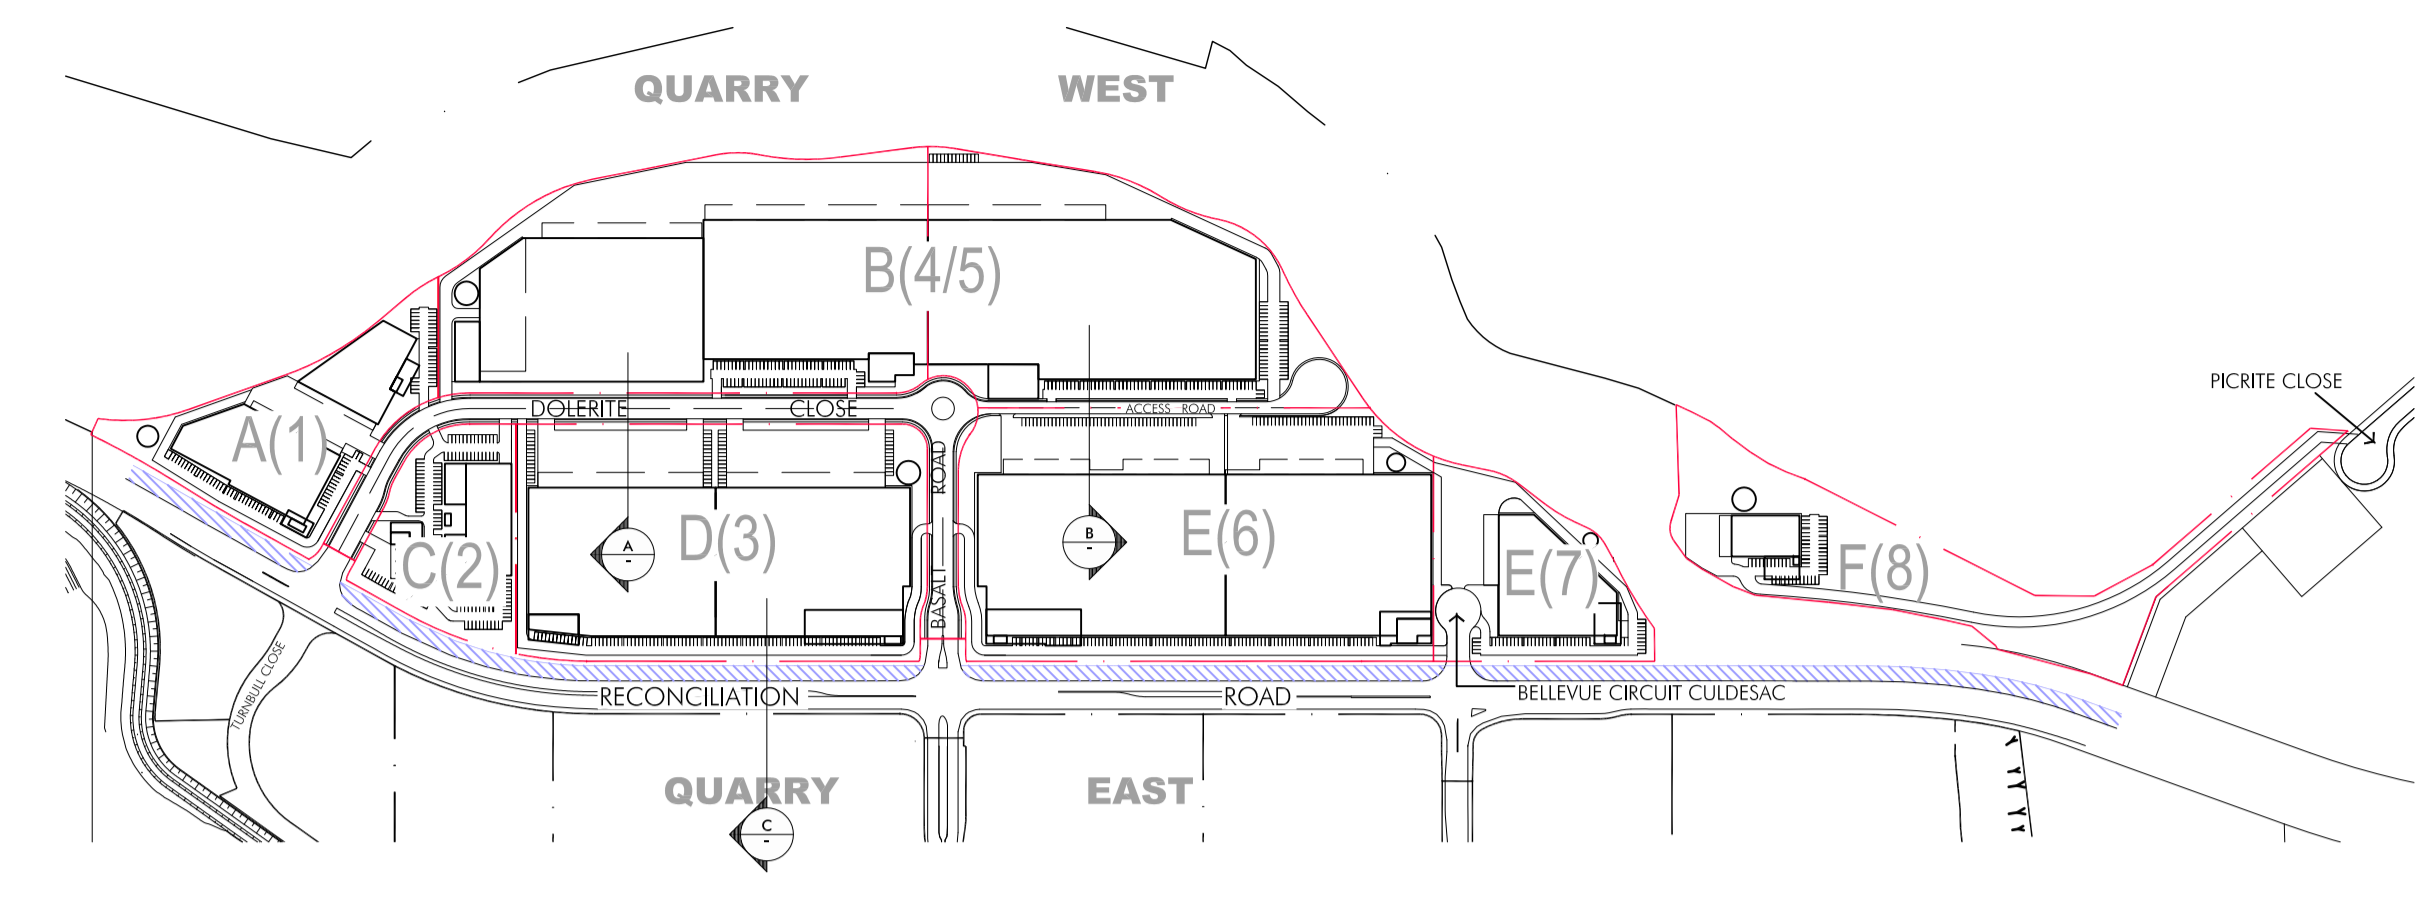 QUARRY WEST
PICRITE CLOSE
B(4/5)
DOLERITE CLOSE
ACCESS ROAD
A(1)
C(2)
D(3)
E(6)
E(7)
F(8)
A
-
B
-
BASALT ROAD
TURNBULL CLOSE
RECONCILIATION ROAD
BELLEVUE CIRCUIT CULDESAC
QUARRY EAST
C
-